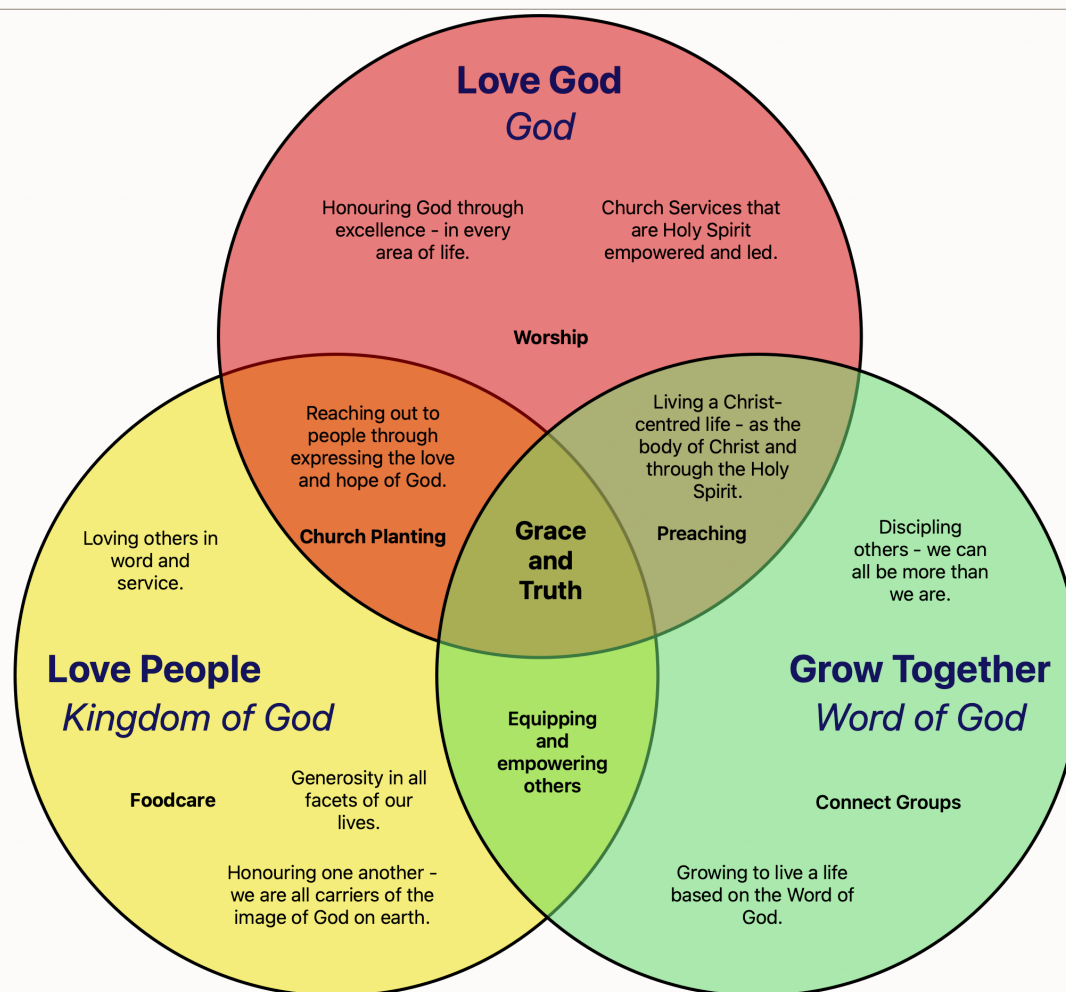 Love God
God
Honouring God through
excellence - in every
area of life.
Church Services that
are Holy Spirit
empowered and led.
Worship
Reaching out to
people through
expressing the love
and hope of God.
Church Planting
Living a Christ-
centred life - as the
body of Christ and
through the Holy
Spirit.
Preaching
Grace
and
Truth
Loving others in
word and
service.
Love People
Kingdom of God
Foodcare
Generosity in all
facets of our
lives.
Honouring one another -
we are all carriers of the
image of God on earth.
Equipping
and
empowering
others
Discipling
others - we can
all be more than
we are.
Grow Together
Word of God
Connect Groups
Growing to live a life
based on the Word of
God.